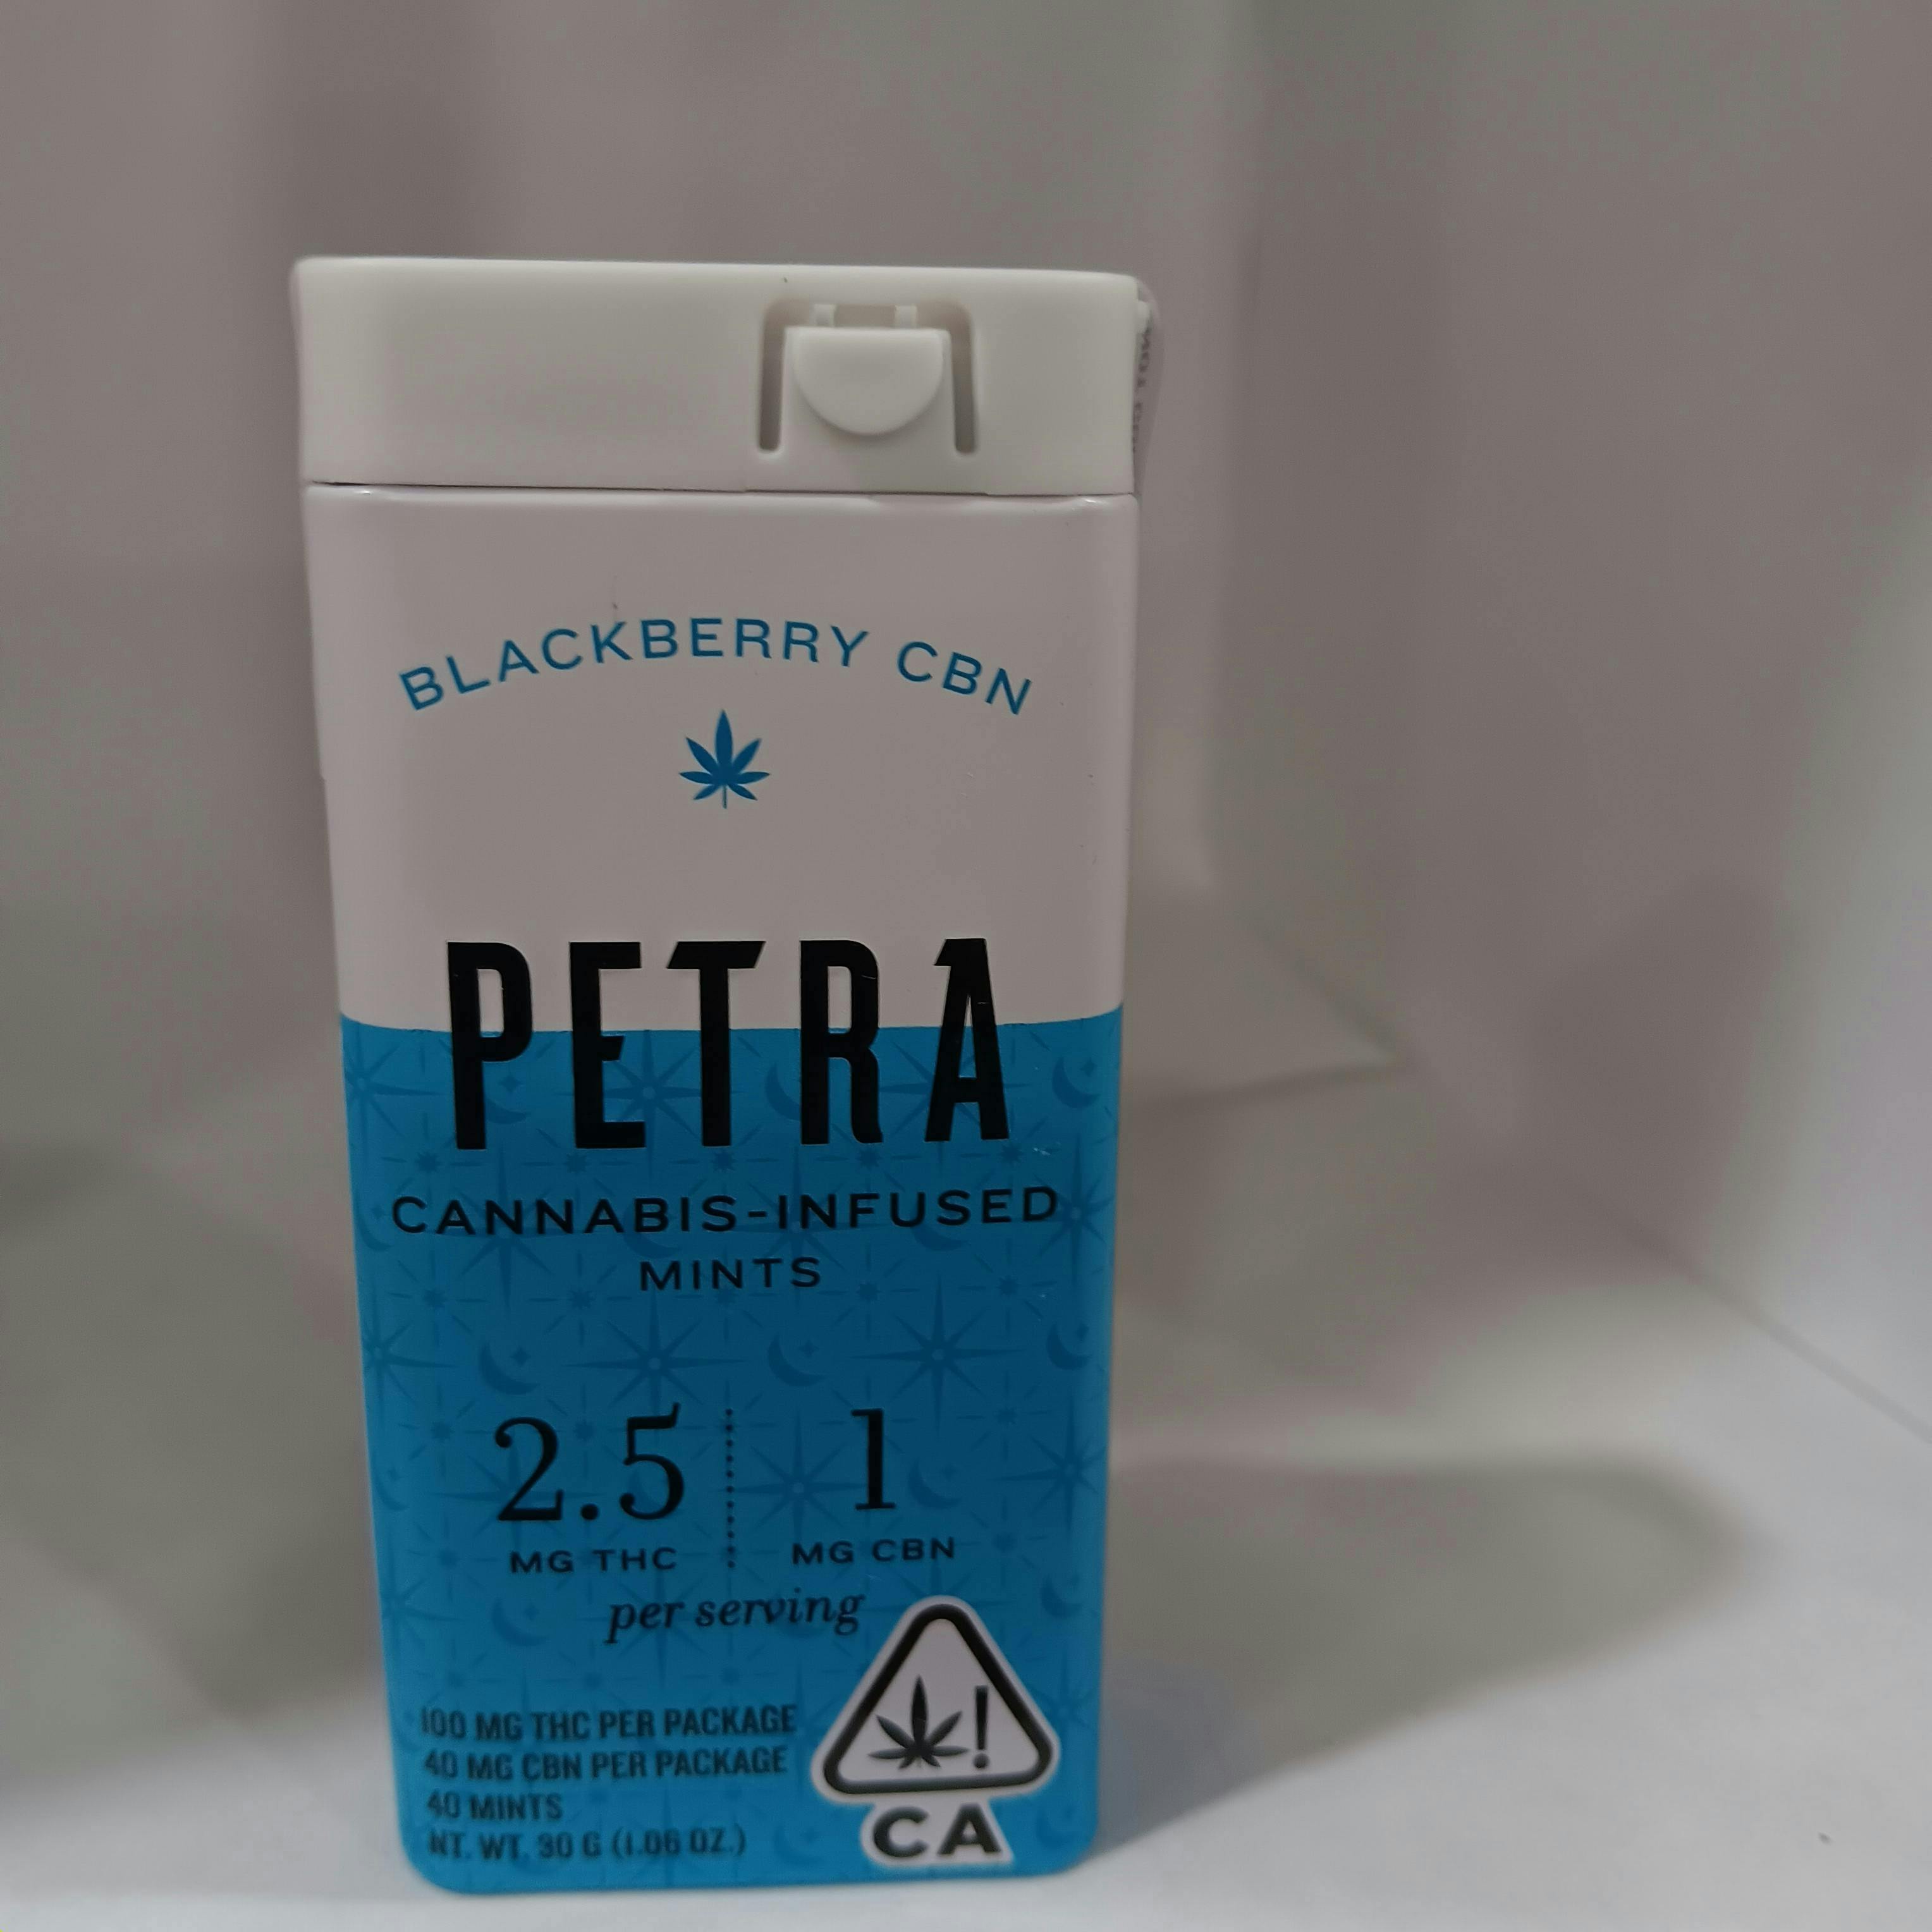 BLACKBERRY CBN
PETRA
CANNABIS-INFUSED
MINTS
2.5 1
MG THC MG CBN
per serving
100 MG THC PER PACKAGE
40 MG CBN PER PACKAGE
40 MINTS
NT. WT. 30 G (1.06 OZ.)
!
CA